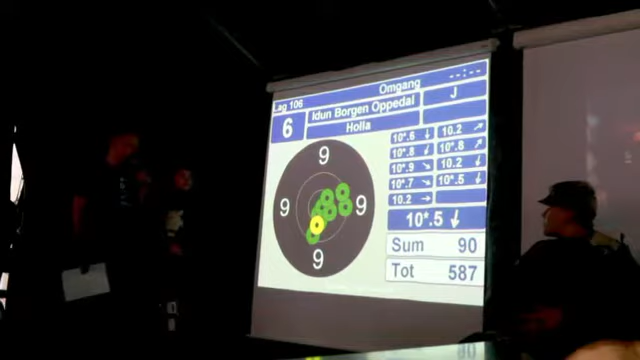 Omgang --:--
Lag 106
6 Idun Borgen Oppedal J
Holla
10*.6 ↓ 10.2 ↗
10*.8 ↓ 10*.8 ↗
10*.9 ↘ 10.2 ↓
10*.7 ↘ 10*.5 ↓
10.2 →
10*.5 ↓
Sum 90
Tot 587
9
9 9
9